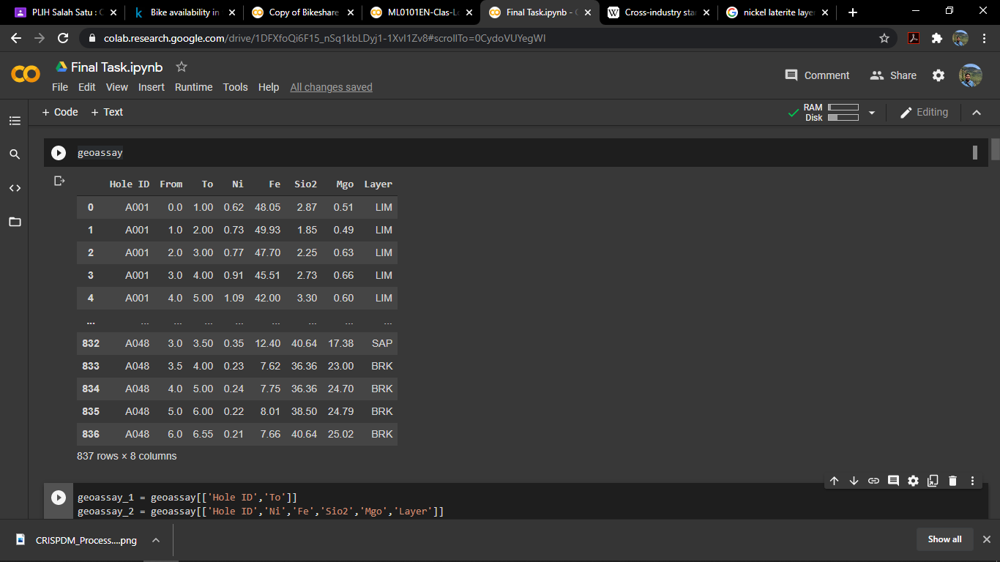 PLIH Salah Satu : C
Bike availability in
Copy of Bikeshare
ML0101EN-Clas-Lo
Final Task.ipynb - C
Cross-industry sta
nickel laterite layer
colab.research.google.com/drive/1DFXfoQi6F15_nSq1kbLDyj1-1XvI1Zv8#scrollTo=0CydoVUYegWI
Final Task.ipynb
File Edit View Insert Runtime Tools Help All changes saved
Comment Share
+ Code + Text
RAM
Disk
Editing
geoassay
Hole ID From To Ni Fe Sio2 Mgo Layer
0 A001 0.0 1.00 0.62 48.05 2.87 0.51 LIM
1 A001 1.0 2.00 0.73 49.93 1.85 0.49 LIM
2 A001 2.0 3.00 0.77 47.70 2.25 0.63 LIM
3 A001 3.0 4.00 0.91 45.51 2.73 0.66 LIM
4 A001 4.0 5.00 1.09 42.00 3.30 0.60 LIM
... ... ... ... ... ... ... ... ...
832 A048 3.0 3.50 0.35 12.40 40.64 17.38 SAP
833 A048 3.5 4.00 0.23 7.62 36.36 23.00 BRK
834 A048 4.0 5.00 0.24 7.75 36.36 24.70 BRK
835 A048 5.0 6.00 0.22 8.01 38.50 24.79 BRK
836 A048 6.0 6.55 0.21 7.66 40.64 25.02 BRK
837 rows × 8 columns
geoassay_1 = geoassay[['Hole ID','To']]
geoassay_2 = geoassay[['Hole ID','Ni','Fe','Sio2','Mgo','Layer']]
CRISPDM_Process....png
Show all